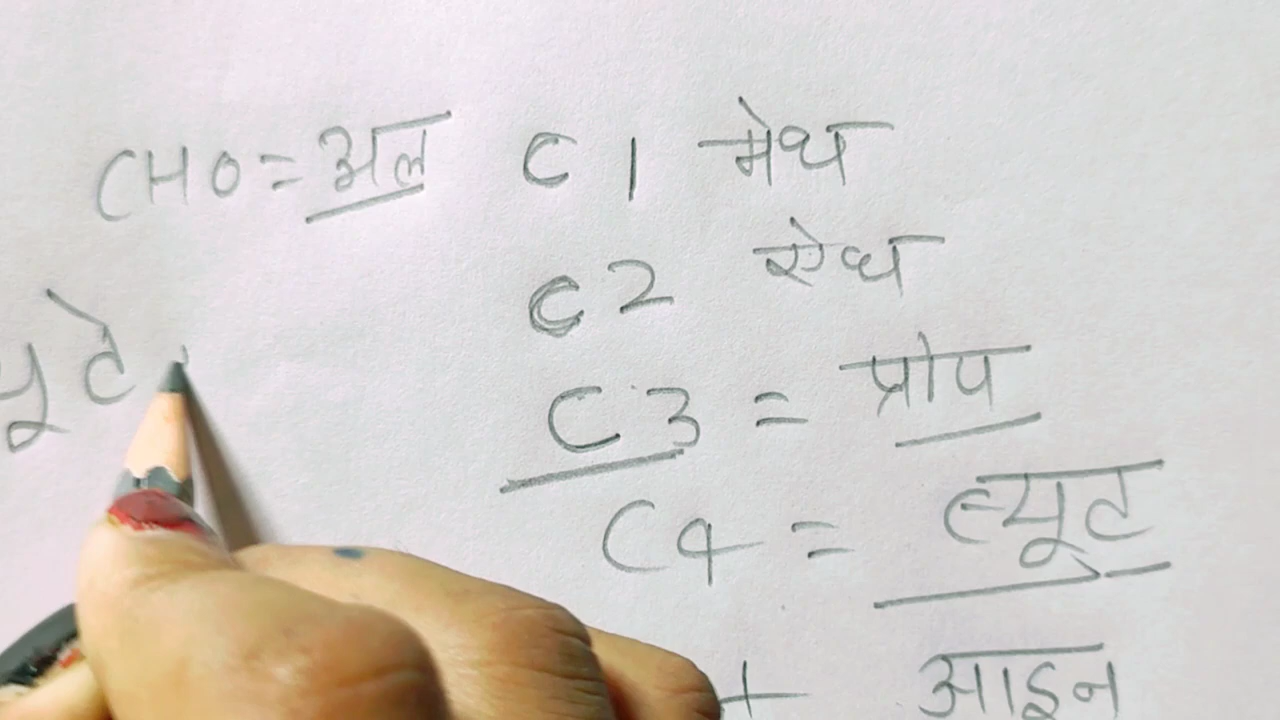 CHO = अल C1 मेथ
C2 ऐथ
C3 = प्रोप
यूटे
C4 = ब्यूट
+ आइन